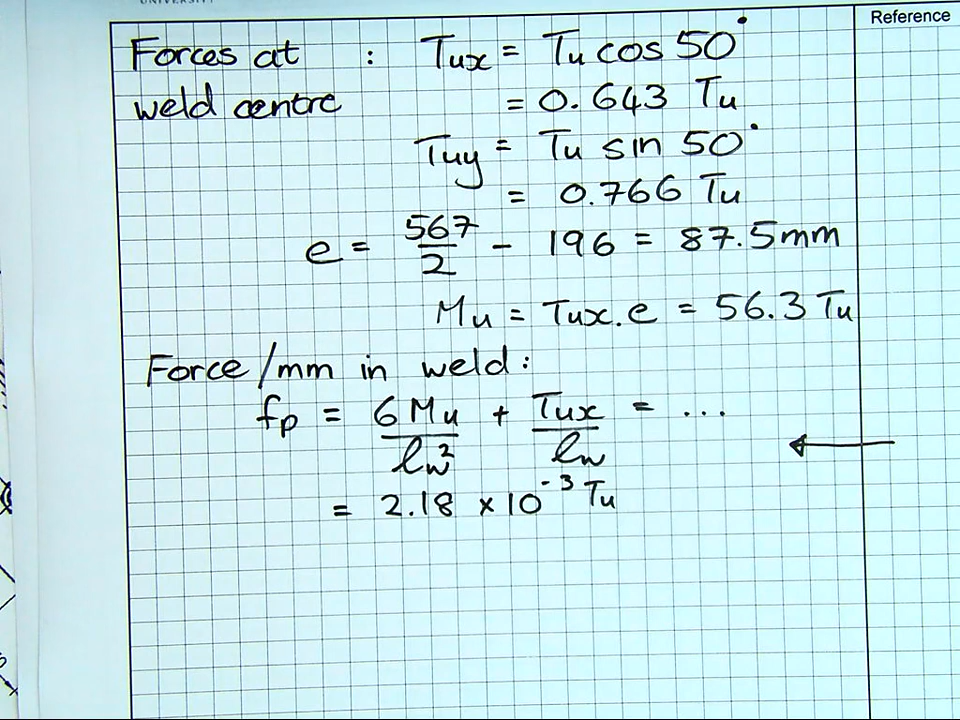 UNIVERSITY
Reference
Forces at : Tux = Tu cos 50°
weld centre = 0.643 Tu
Tuy = Tu sin 50°
= 0.766 Tu
e = 567/2 - 196 = 87.5mm
Mu = Tux.e = 56.3 Tu
Force/mm in weld:
fp = 6Mu/lw² + Tux/lw = ...
= 2.18 × 10⁻³ Tu